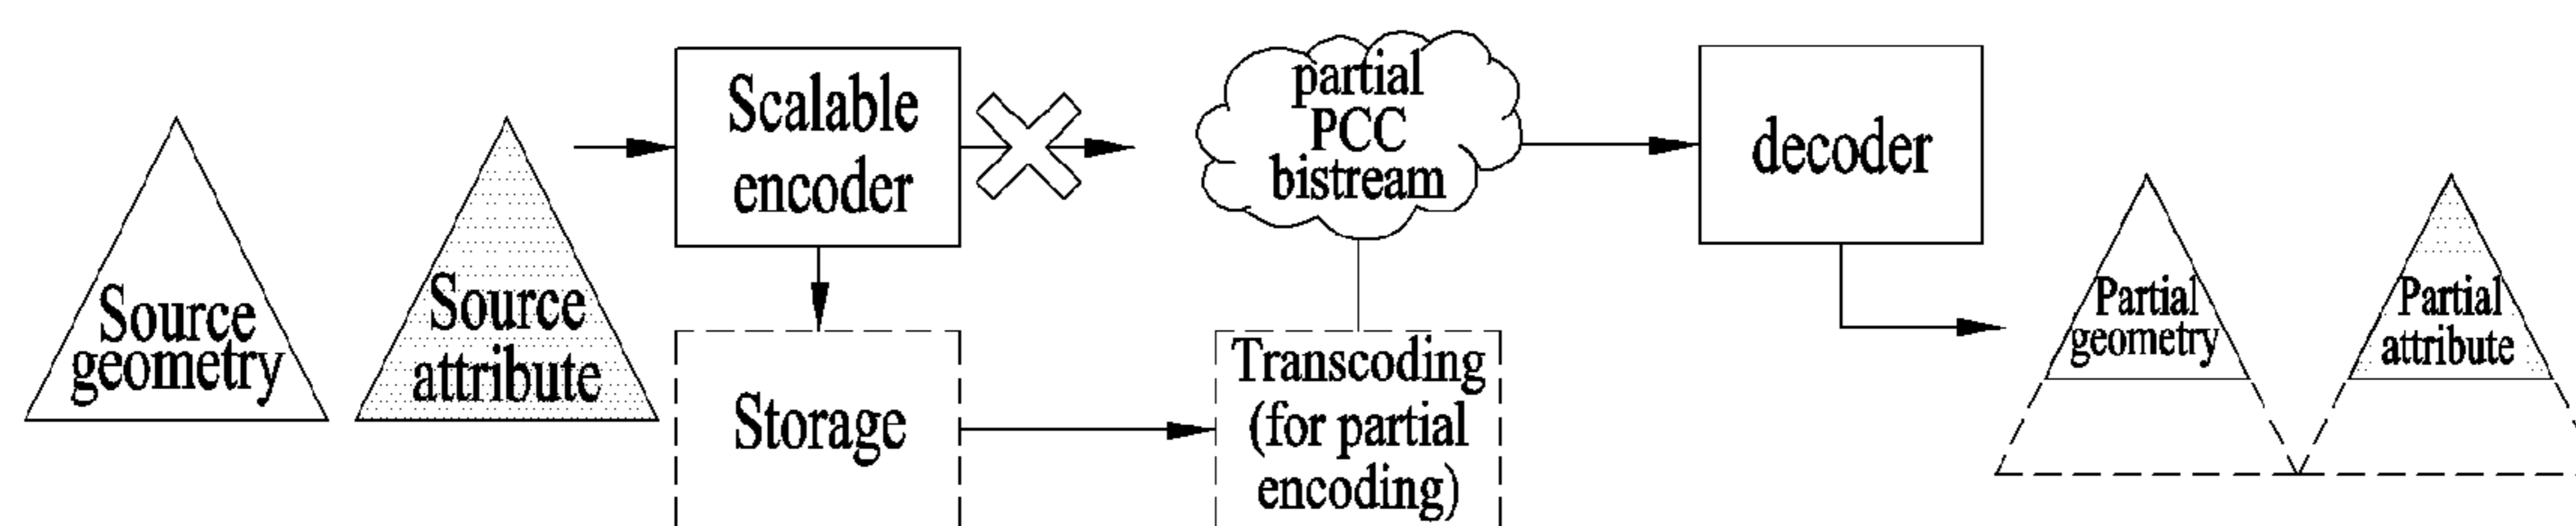 Source
geometry
Source
attribute
Scalable
encoder
Storage
partial
PCC
bistream
Transcoding
(for partial
encoding)
decoder
Partial
geometry
Partial
attribute